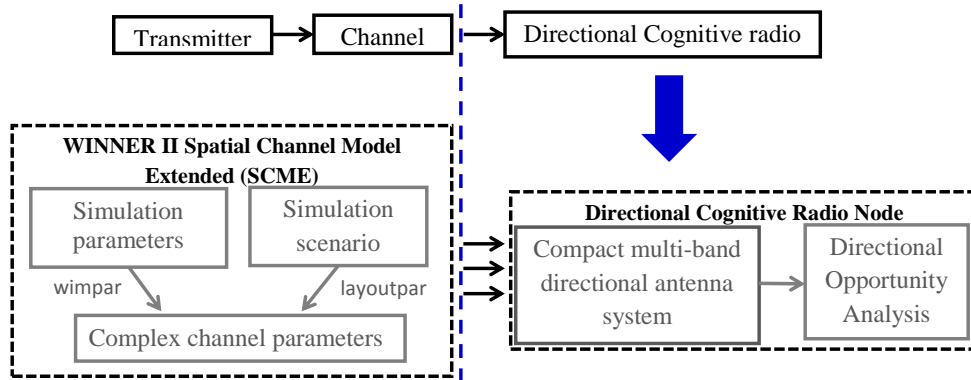 Transmitter
Channel
Directional Cognitive radio
WINNER II Spatial Channel Model
Extended (SCME)
Simulation
parameters
Simulation
scenario
wimpar
layoutpar
Complex channel parameters
Directional Cognitive Radio Node
Compact multi-band
directional antenna
system
Directional
Opportunity
Analysis